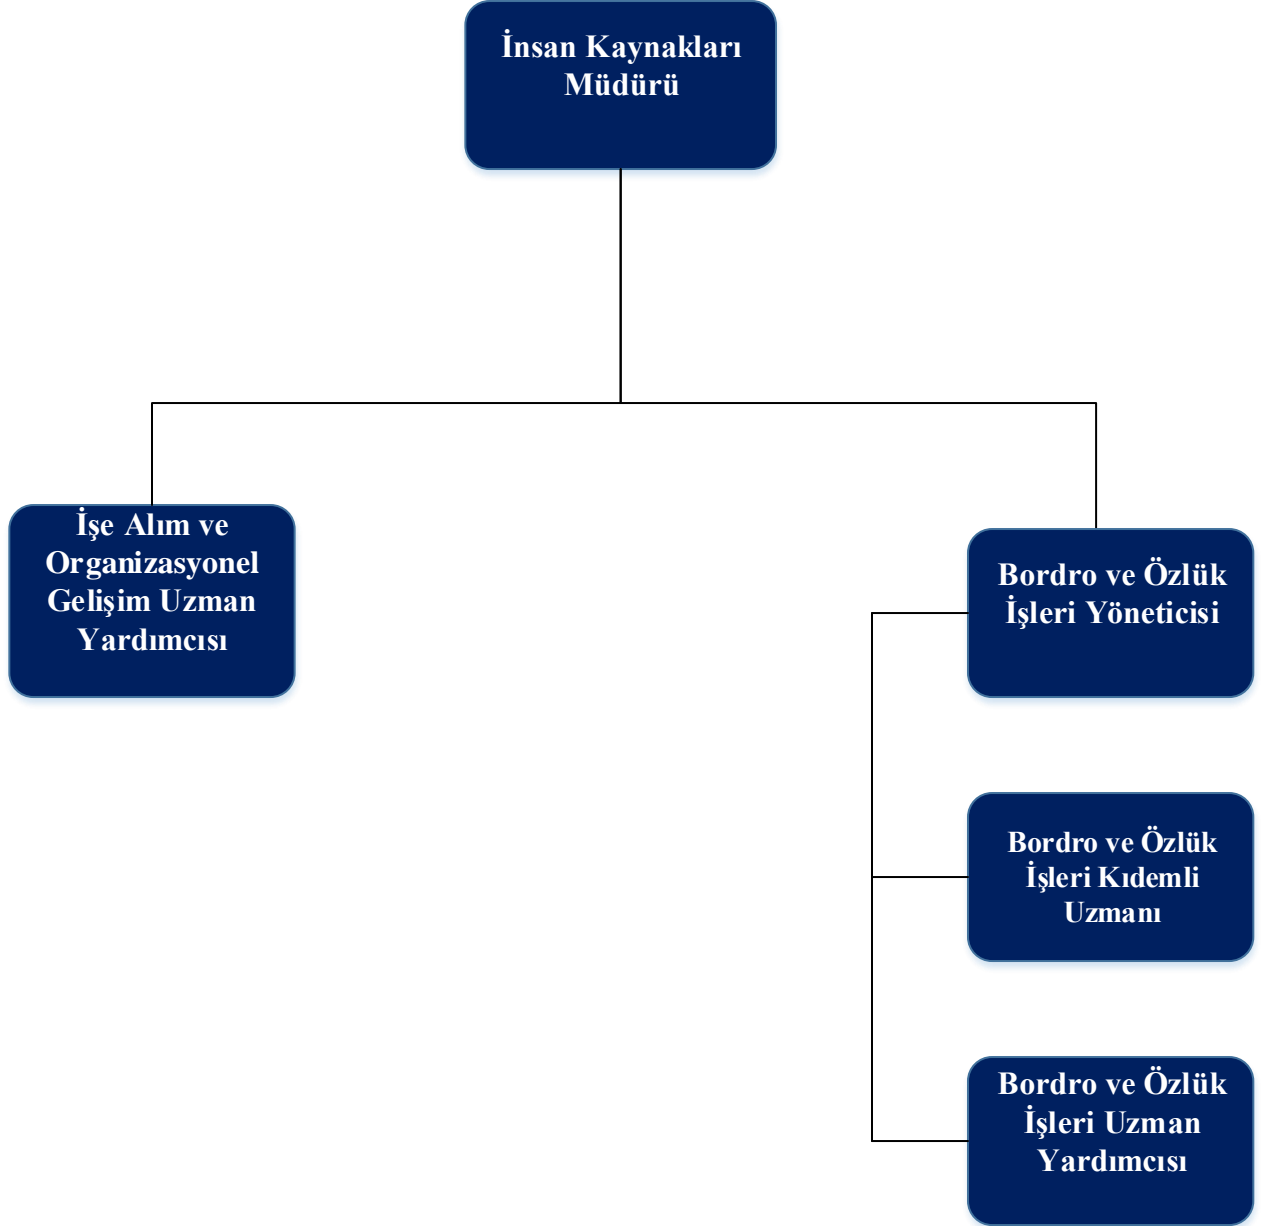 İnsan Kaynakları
Müdürü
İşe Alım ve
Organizasyonel
Gelişim Uzman
Yardımcısı
Bordro ve Özlük
İşleri Yöneticisi
Bordro ve Özlük
İşleri Kıdemli
Uzmanı
Bordro ve Özlük
İşleri Uzman
Yardımcısı